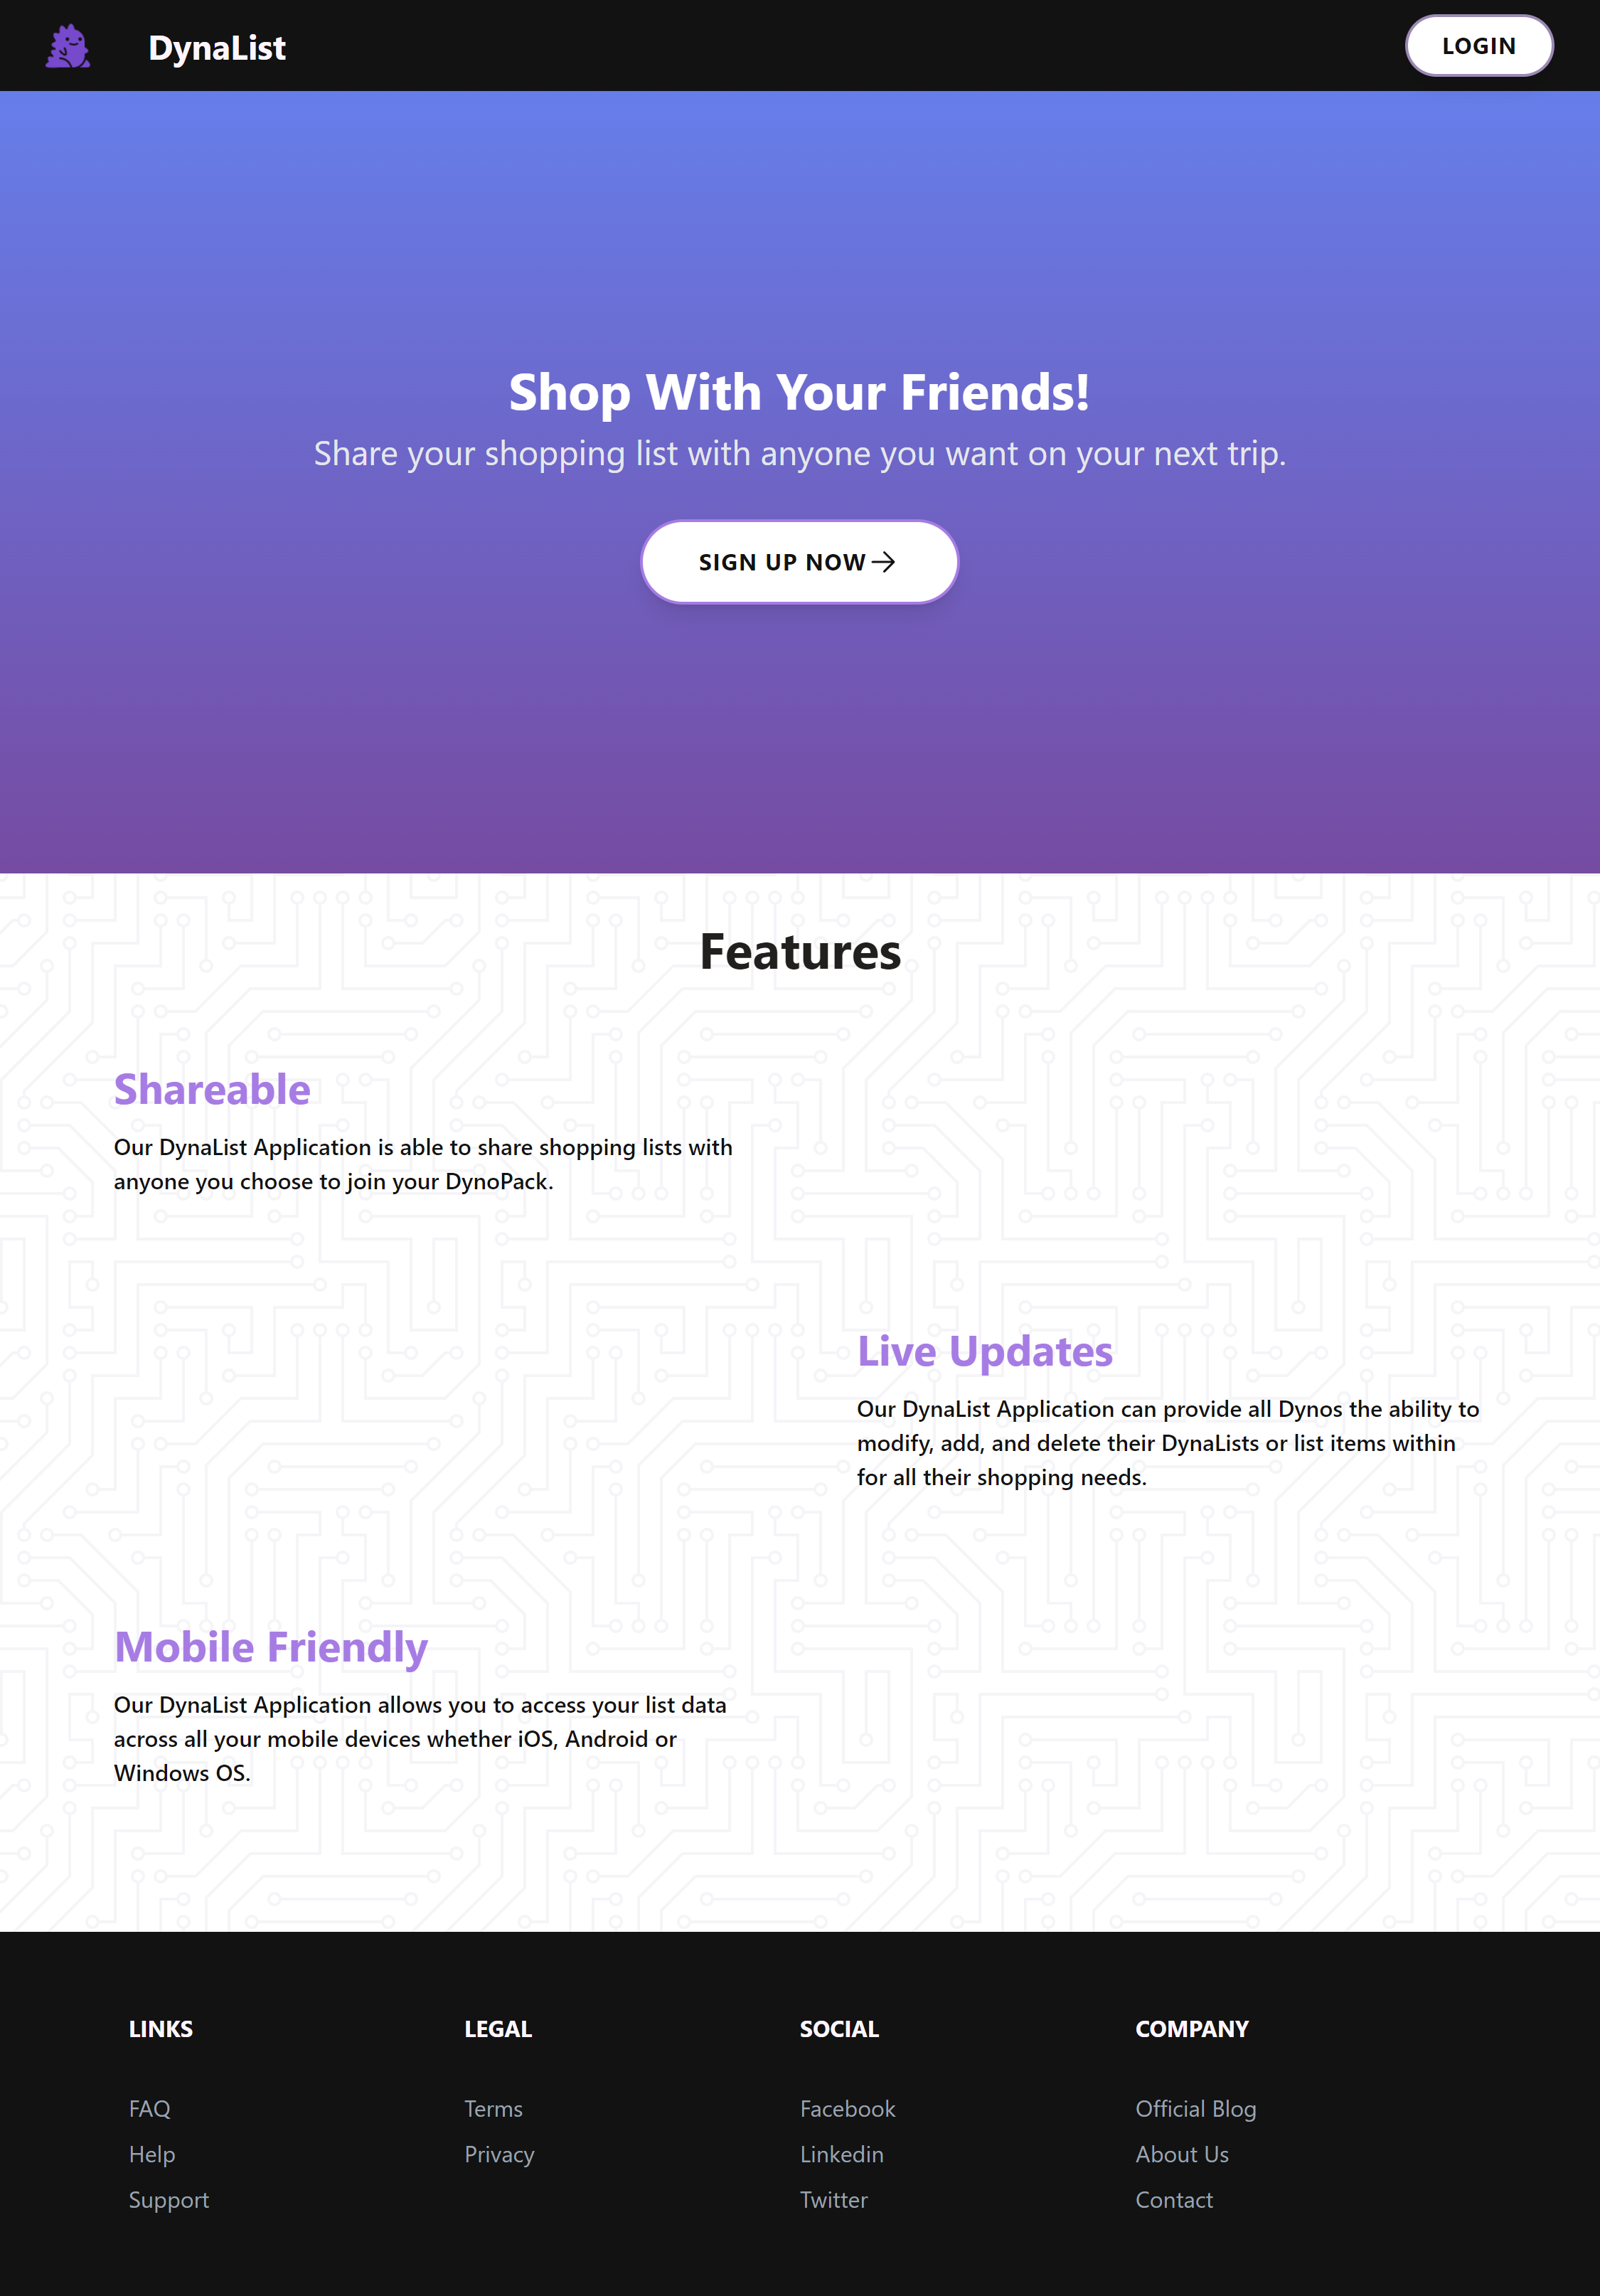 DynaList
LOGIN
Shop With Your Friends!
Share your shopping list with anyone you want on your next trip.
SIGN UP NOW
Features
Shareable
Our DynaList Application is able to share shopping lists with
anyone you choose to join your DynoPack.
Live Updates
Our DynaList Application can provide all Dynos the ability to
modify, add, and delete their DynaLists or list items within
for all their shopping needs.
Mobile Friendly
Our DynaList Application allows you to access your list data
across all your mobile devices whether iOS, Android or
Windows OS.
LINKS
FAQ
Help
Support
LEGAL
Terms
Privacy
SOCIAL
Facebook
Linkedin
Twitter
COMPANY
Official Blog
About Us
Contact